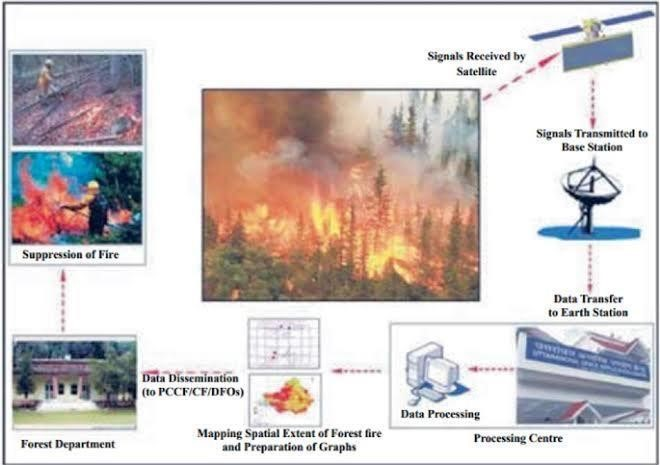 Signals Received by
Satellite
Signals Transmitted to
Base Station
Data Transfer
to Earth Station
Processing Centre
Data Processing
Mapping Spatial Extent of Forest fire
and Preparation of Graphs
Data Dissemination
(to PCCF/CF/DFOs)
Forest Department
Suppression of Fire